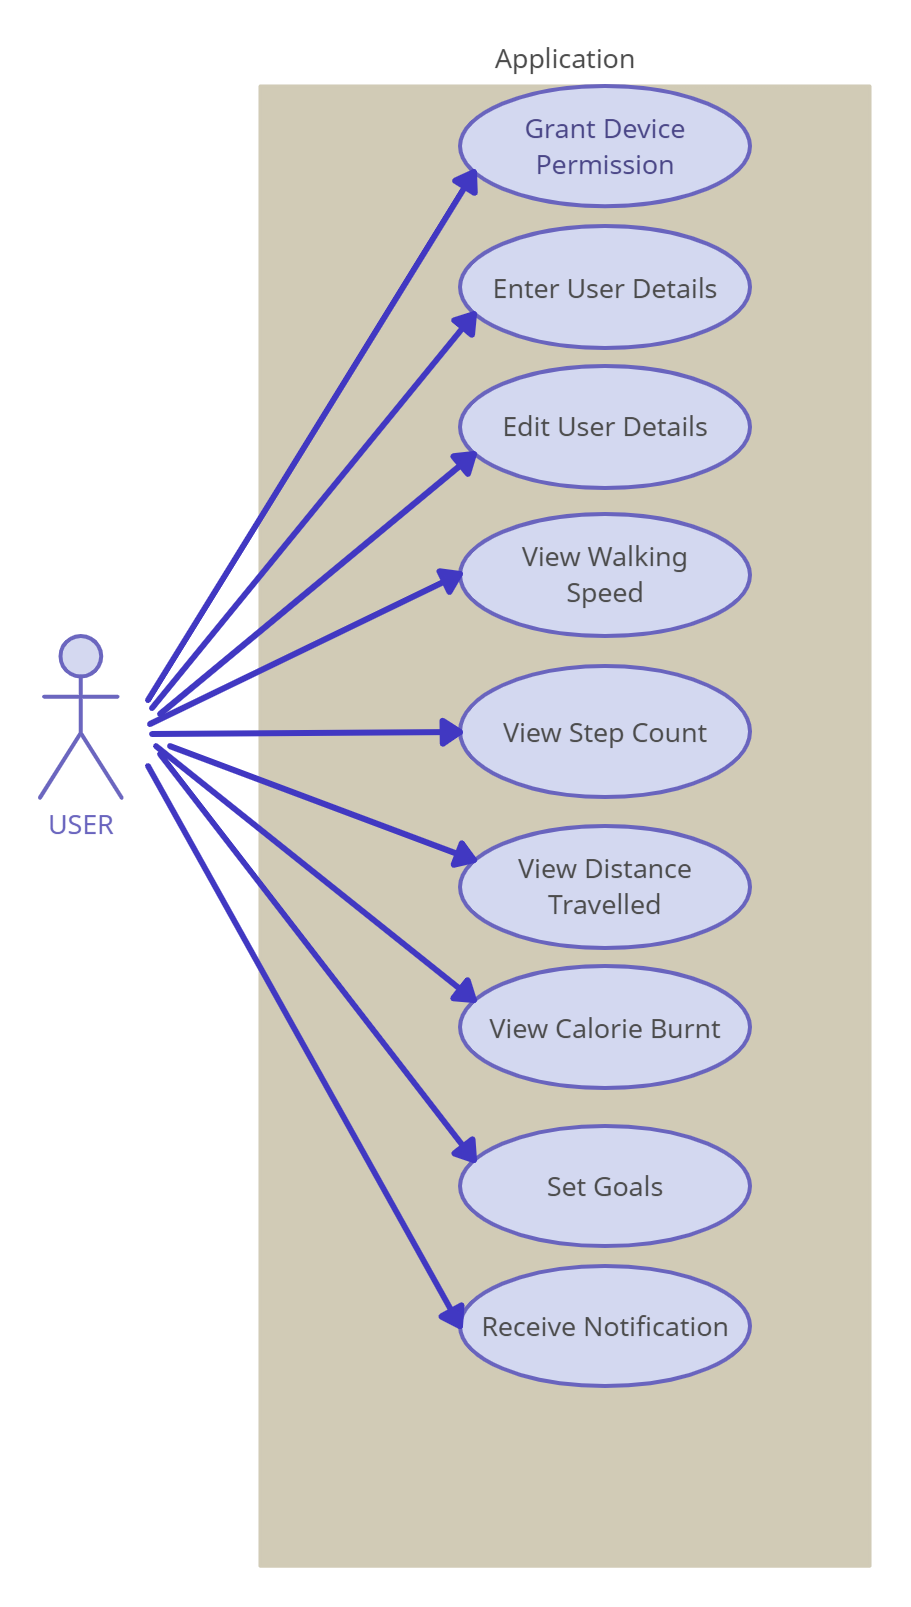 Application
Grant Device
Permission
Enter User Details
Edit User Details
View Walking
Speed
View Step Count
USER
View Distance
Travelled
View Calorie Burnt
Set Goals
Receive Notification